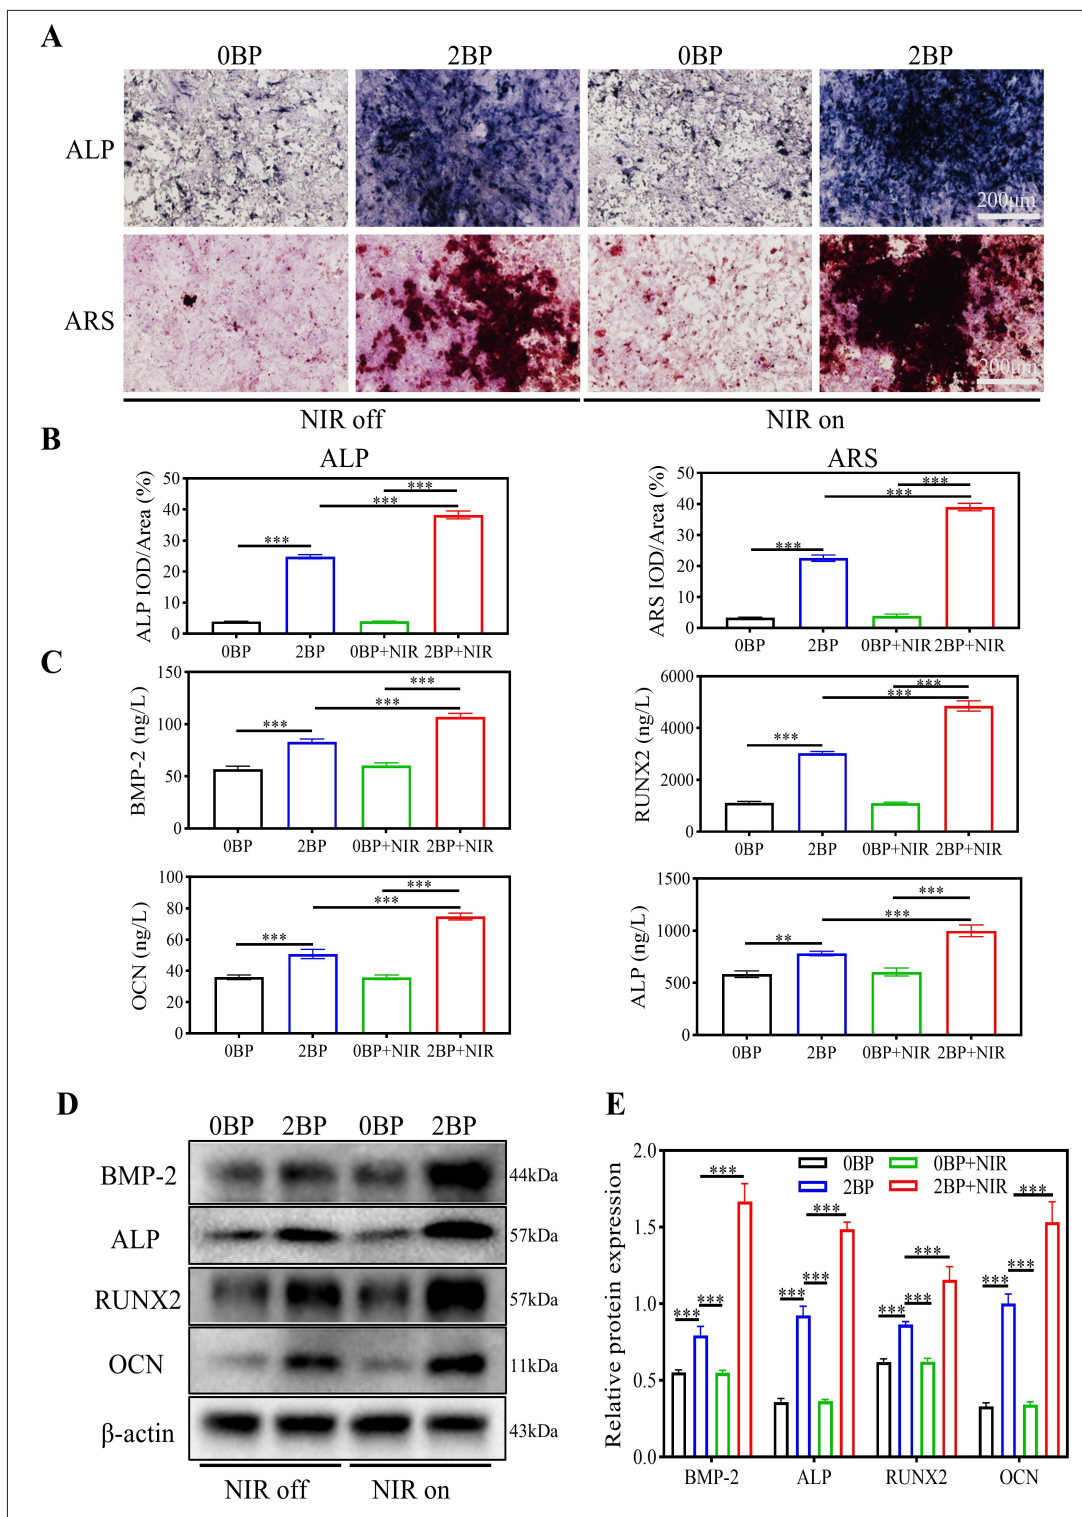 A
0BP 2BP 0BP 2BP
ALP
200μm
ARS
200μm
NIR off NIR on
B
ALP
ALP IOD/Area (%)
50
40
30
20
10
0
***
***
***
0BP 2BP 0BP+NIR 2BP+NIR
ARS
ARS IOD/Area (%)
50
40
30
20
10
0
***
***
***
0BP 2BP 0BP+NIR 2BP+NIR
C
BMP-2 (ng/L)
150
100
50
0
***
***
***
0BP 2BP 0BP+NIR 2BP+NIR
RUNX2 (ng/L)
6000
4000
2000
0
***
***
***
0BP 2BP 0BP+NIR 2BP+NIR
OCN (ng/L)
100
80
60
40
20
0
***
***
***
0BP 2BP 0BP+NIR 2BP+NIR
ALP (ng/L)
1500
1000
500
0
***
***
**
0BP 2BP 0BP+NIR 2BP+NIR
D
0BP 2BP 0BP 2BP
BMP-2 44kDa
ALP 57kDa
RUNX2 57kDa
OCN 11kDa
β-actin 43kDa
NIR off NIR on
E
Relative protein expression
2.0
1.5
1.0
0.5
0.0
0BP 0BP+NIR
2BP 2BP+NIR
*** *** ***
*** *** ***
*** *** ***
*** *** ***
BMP-2 ALP RUNX2 OCN